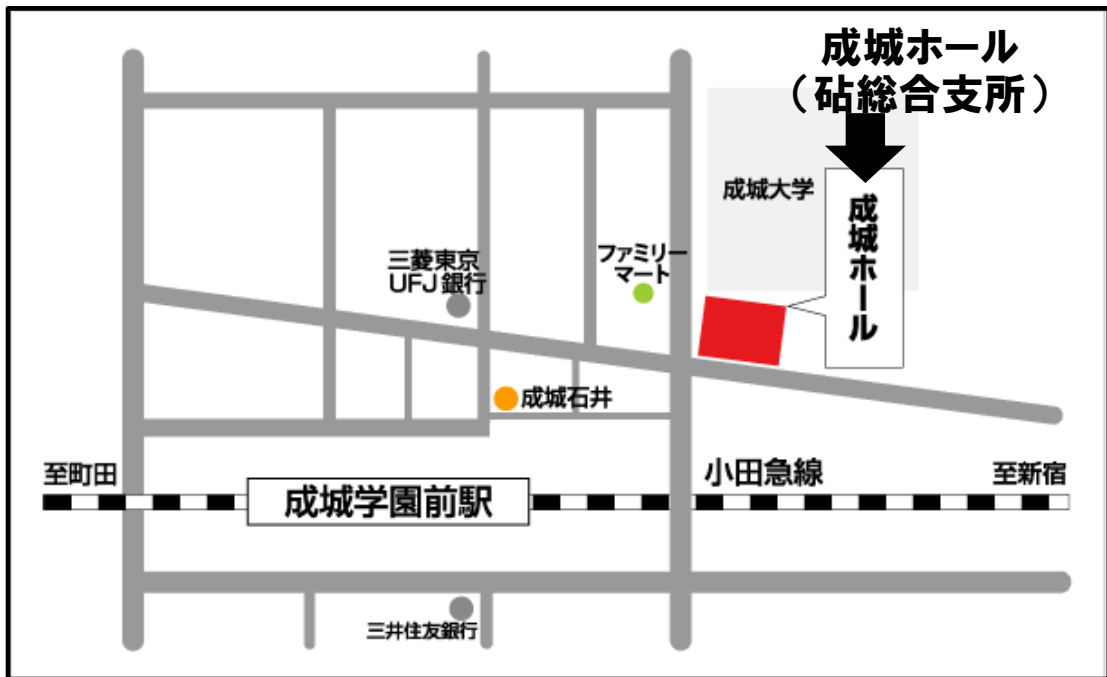 成城ホール
（砧総合支所）
成城大学
成城ホール
三菱東京
UFJ銀行
ファミリー
マート
成城石井
至町田
小田急線
至新宿
成城学園前駅
三井住友銀行